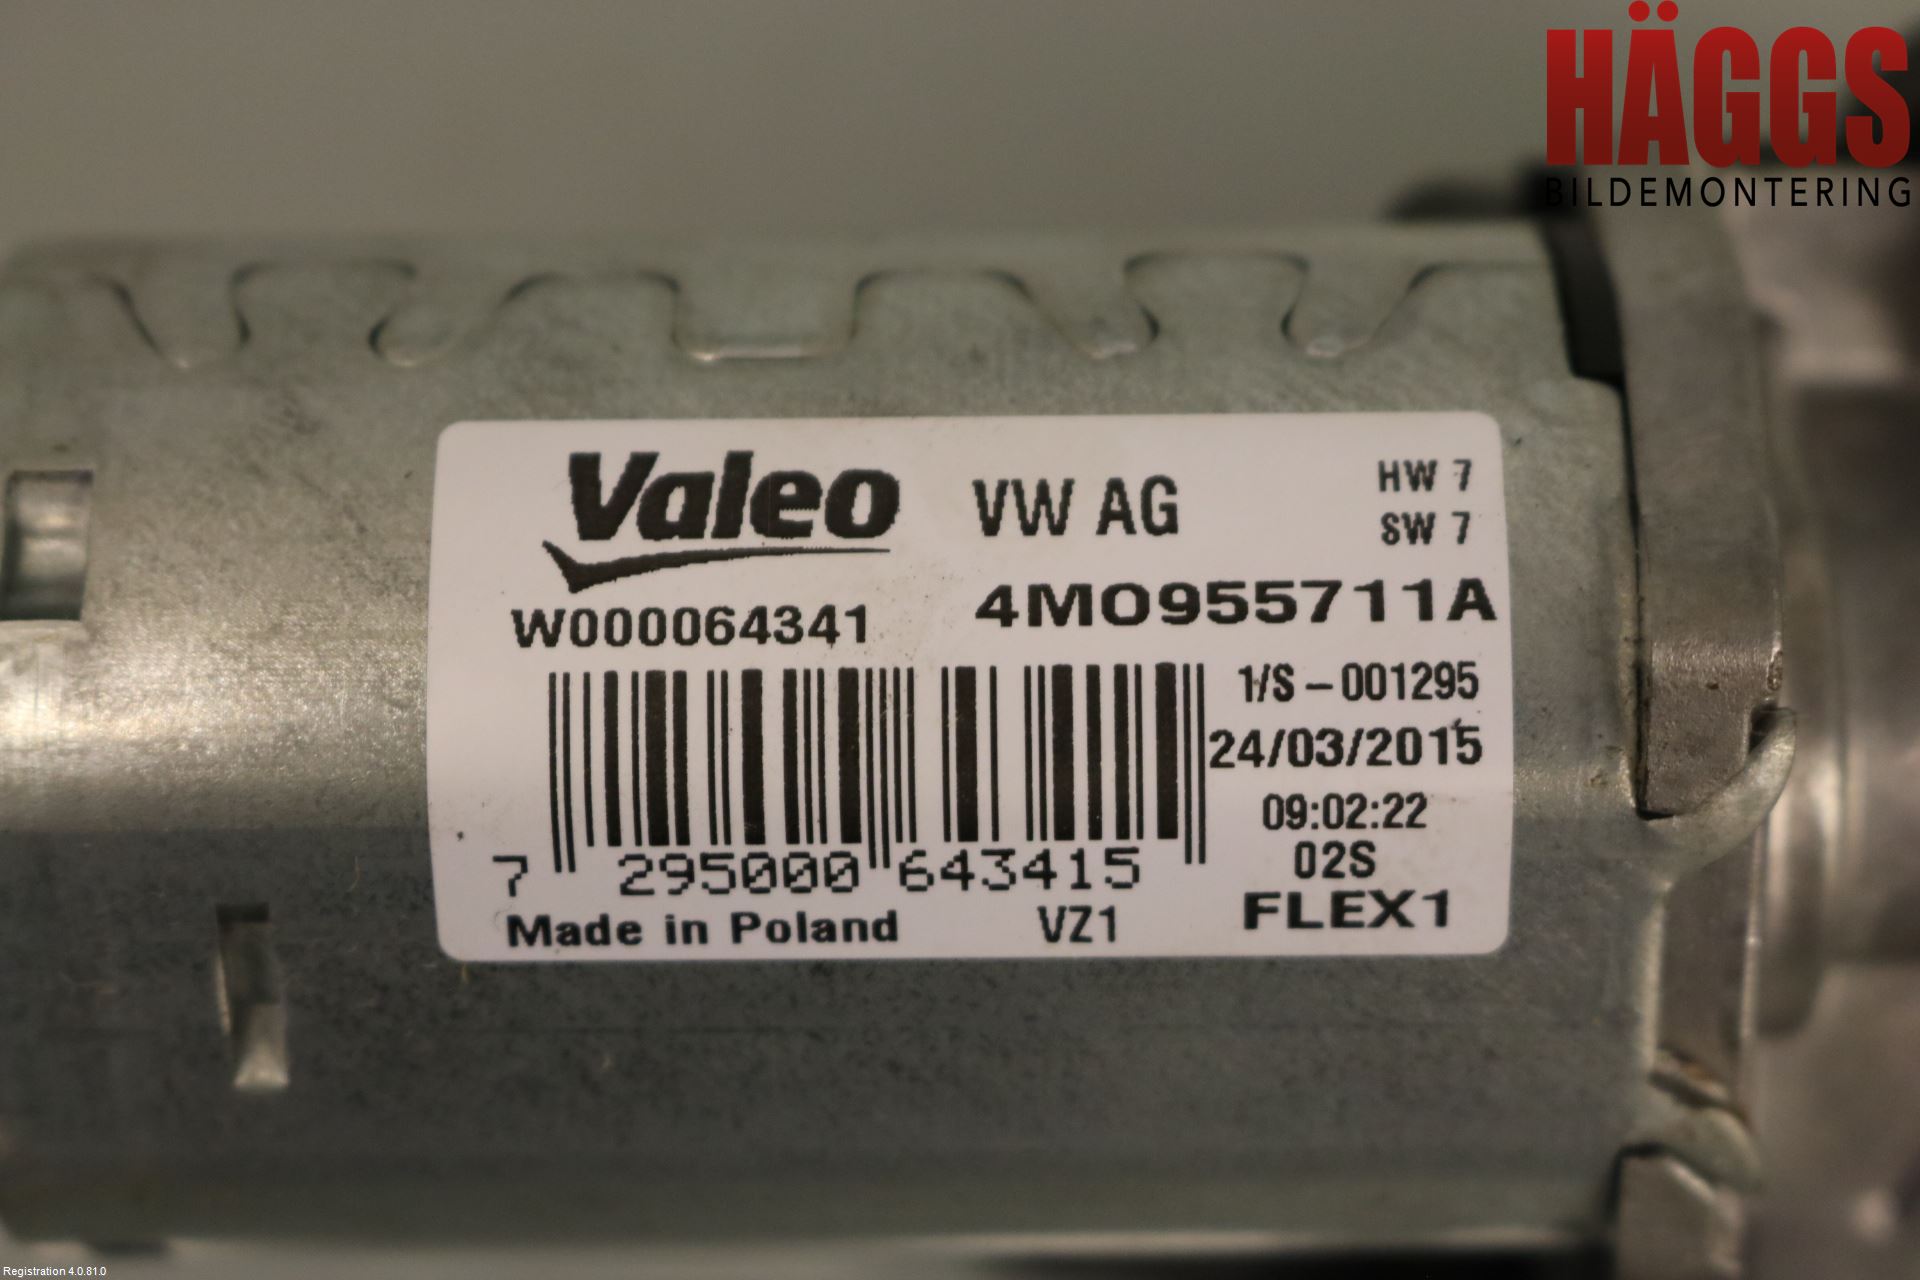 HÄGGS
BILDEMONTERING
Valeo
VW AG
HW 7
SW 7
W000064341
4M0955711A
1/S – 001295
24/03/2015
09:02:22
02S
7 295000 643415
FLEX1
Made in Poland
VZ1
Registration 4.0.81.0